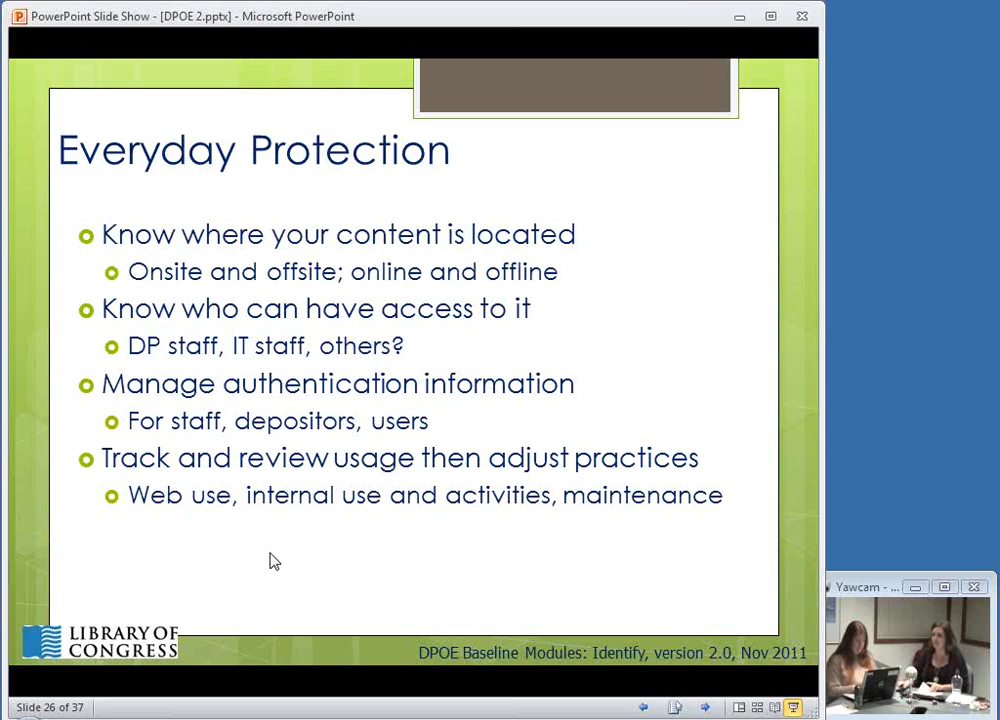 PowerPoint Slide Show - [DPOE 2.pptx] - Microsoft PowerPoint
Everyday Protection
Know where your content is located
Onsite and offsite; online and offline
Know who can have access to it
DP staff, IT staff, others?
Manage authentication information
For staff, depositors, users
Track and review usage then adjust practices
Web use, internal use and activities, maintenance
LIBRARY OF
CONGRESS
DPOE Baseline Modules: Identify, version 2.0, Nov 2011
Slide 26 of 37
Yawcam - ...